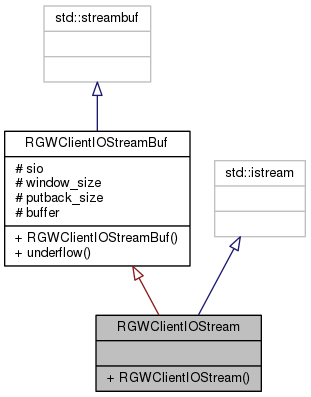 std::streambuf
RGWClientIOStreamBuf
# sio
# window_size
# putback_size
# buffer
+ RGWClientIOStreamBuf()
+ underflow()
std::istream
RGWClientIOStream
+ RGWClientIOStream()